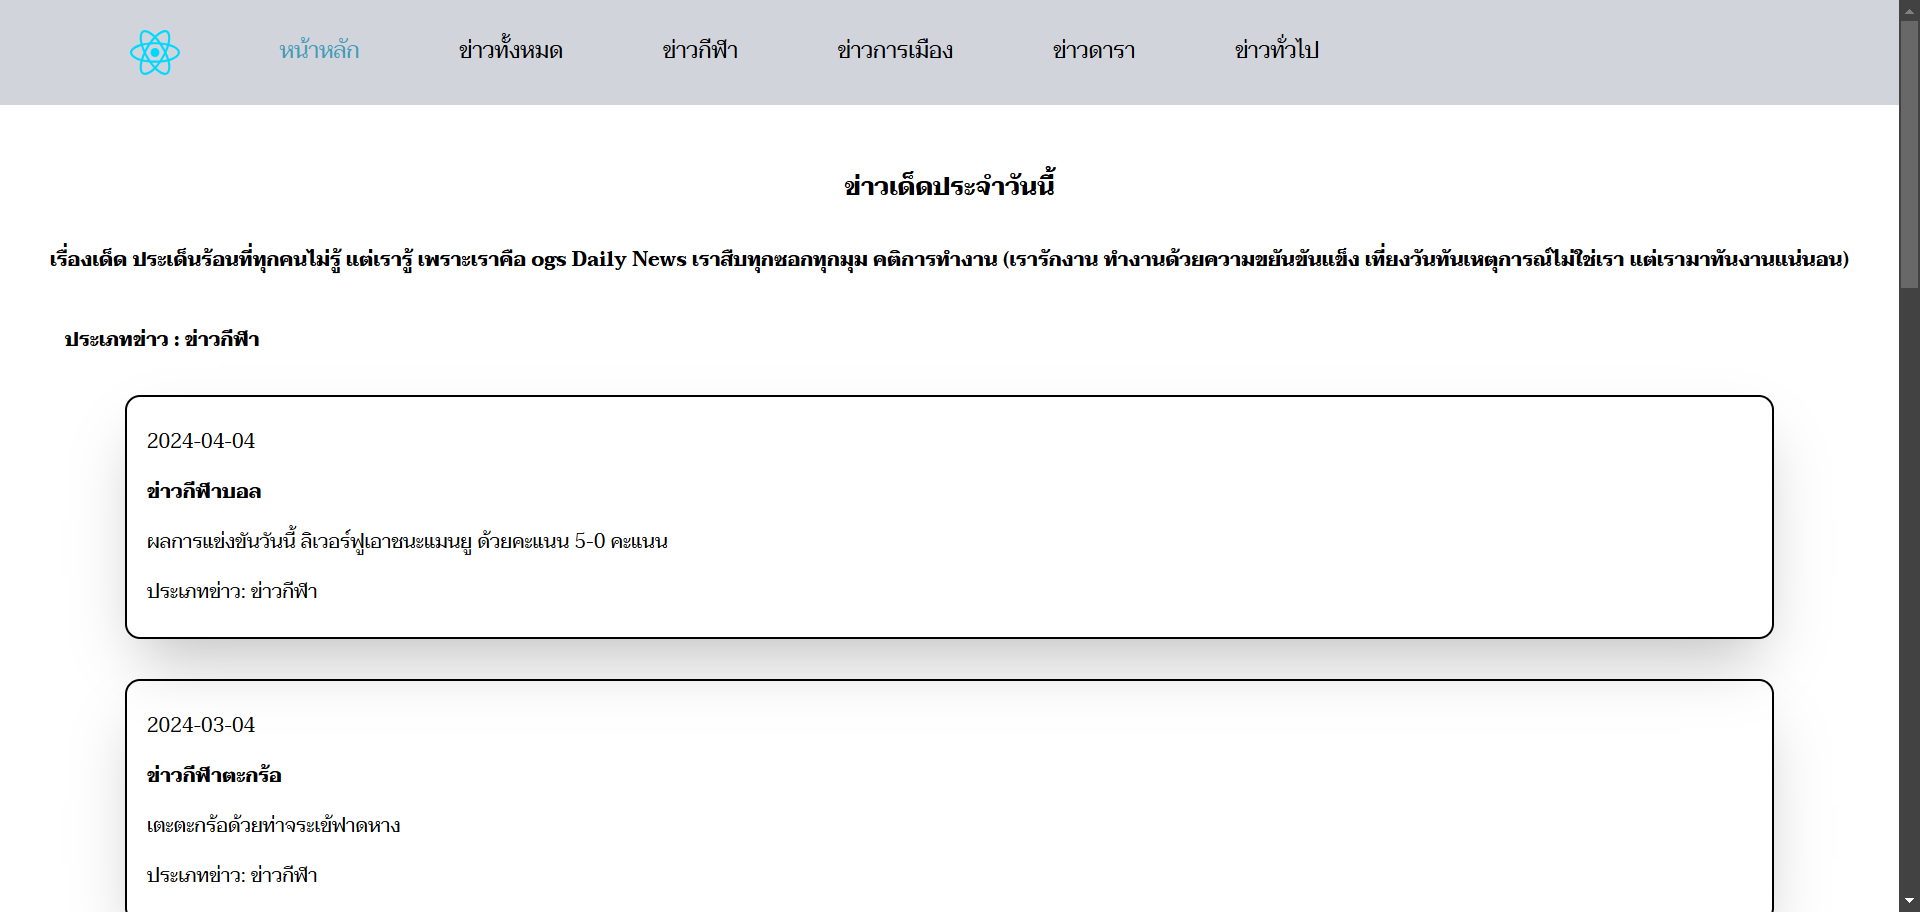 หน้าหลัก ข่าวทั้งหมด ข่าวกีฬา ข่าวการเมือง ข่าวดารา ข่าวทั่วไป
ข่าวเด็ดประจำวันนี้
เรื่องเด็ด ประเด็นร้อนที่ทุกคนไม่รู้ แต่เรารู้ เพราะเราคือ ogs Daily News เราสืบทุกซอกทุกมุม คติการทำงาน (เรารักงาน ทำงานด้วยความขยันขันแข็ง เที่ยงวันทันเหตุการณ์ไม่ใช่เรา แต่เรามาทันงานแน่นอน)
ประเภทข่าว : ข่าวกีฬา
2024-04-04
ข่าวกีฬาบอล
ผลการแข่งขันวันนี้ ลิเวอร์ฟูเอาชนะแมนยู ด้วยคะแนน 5-0 คะแนน
ประเภทข่าว: ข่าวกีฬา
2024-03-04
ข่าวกีฬาตะกร้อ
เตะตะกร้อด้วยท่าจระเข้ฟาดหาง
ประเภทข่าว: ข่าวกีฬา